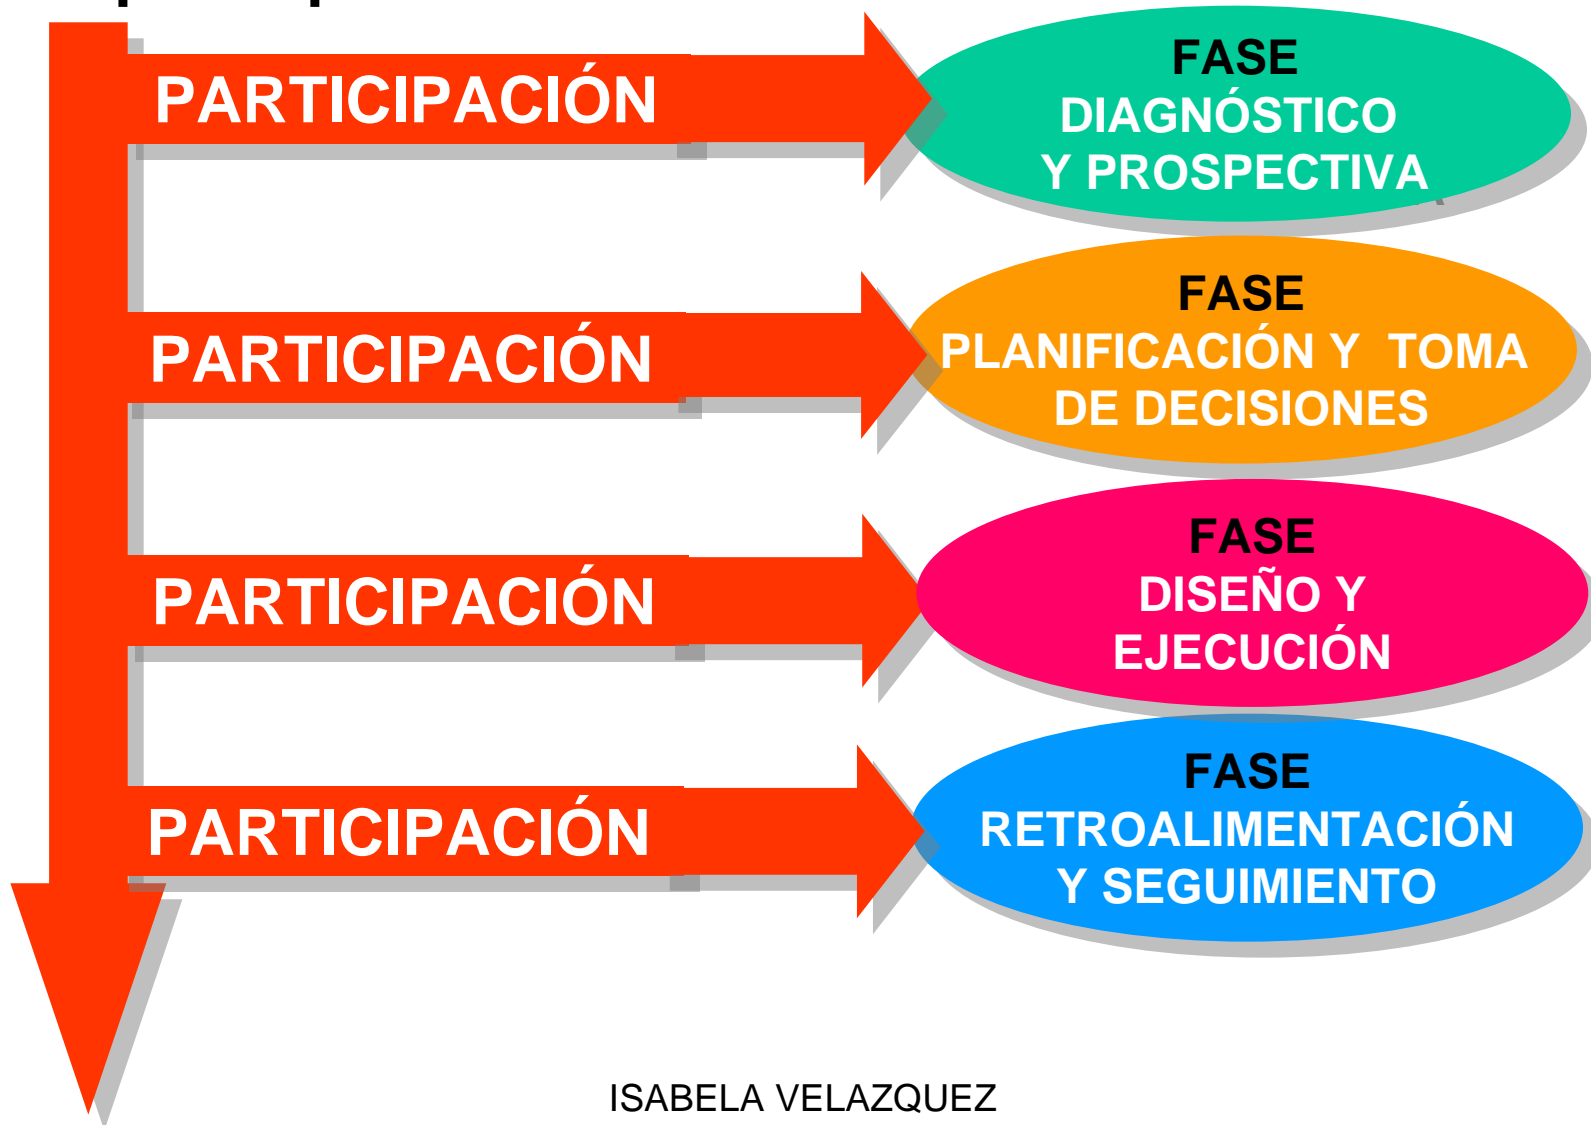 PARTICIPACIÓN
FASE
DIAGNÓSTICO
Y PROSPECTIVA
PARTICIPACIÓN
FASE
PLANIFICACIÓN Y TOMA
DE DECISIONES
PARTICIPACIÓN
FASE
DISEÑO Y
EJECUCIÓN
PARTICIPACIÓN
FASE
RETROALIMENTACIÓN
Y SEGUIMIENTO
ISABELA VELAZQUEZ